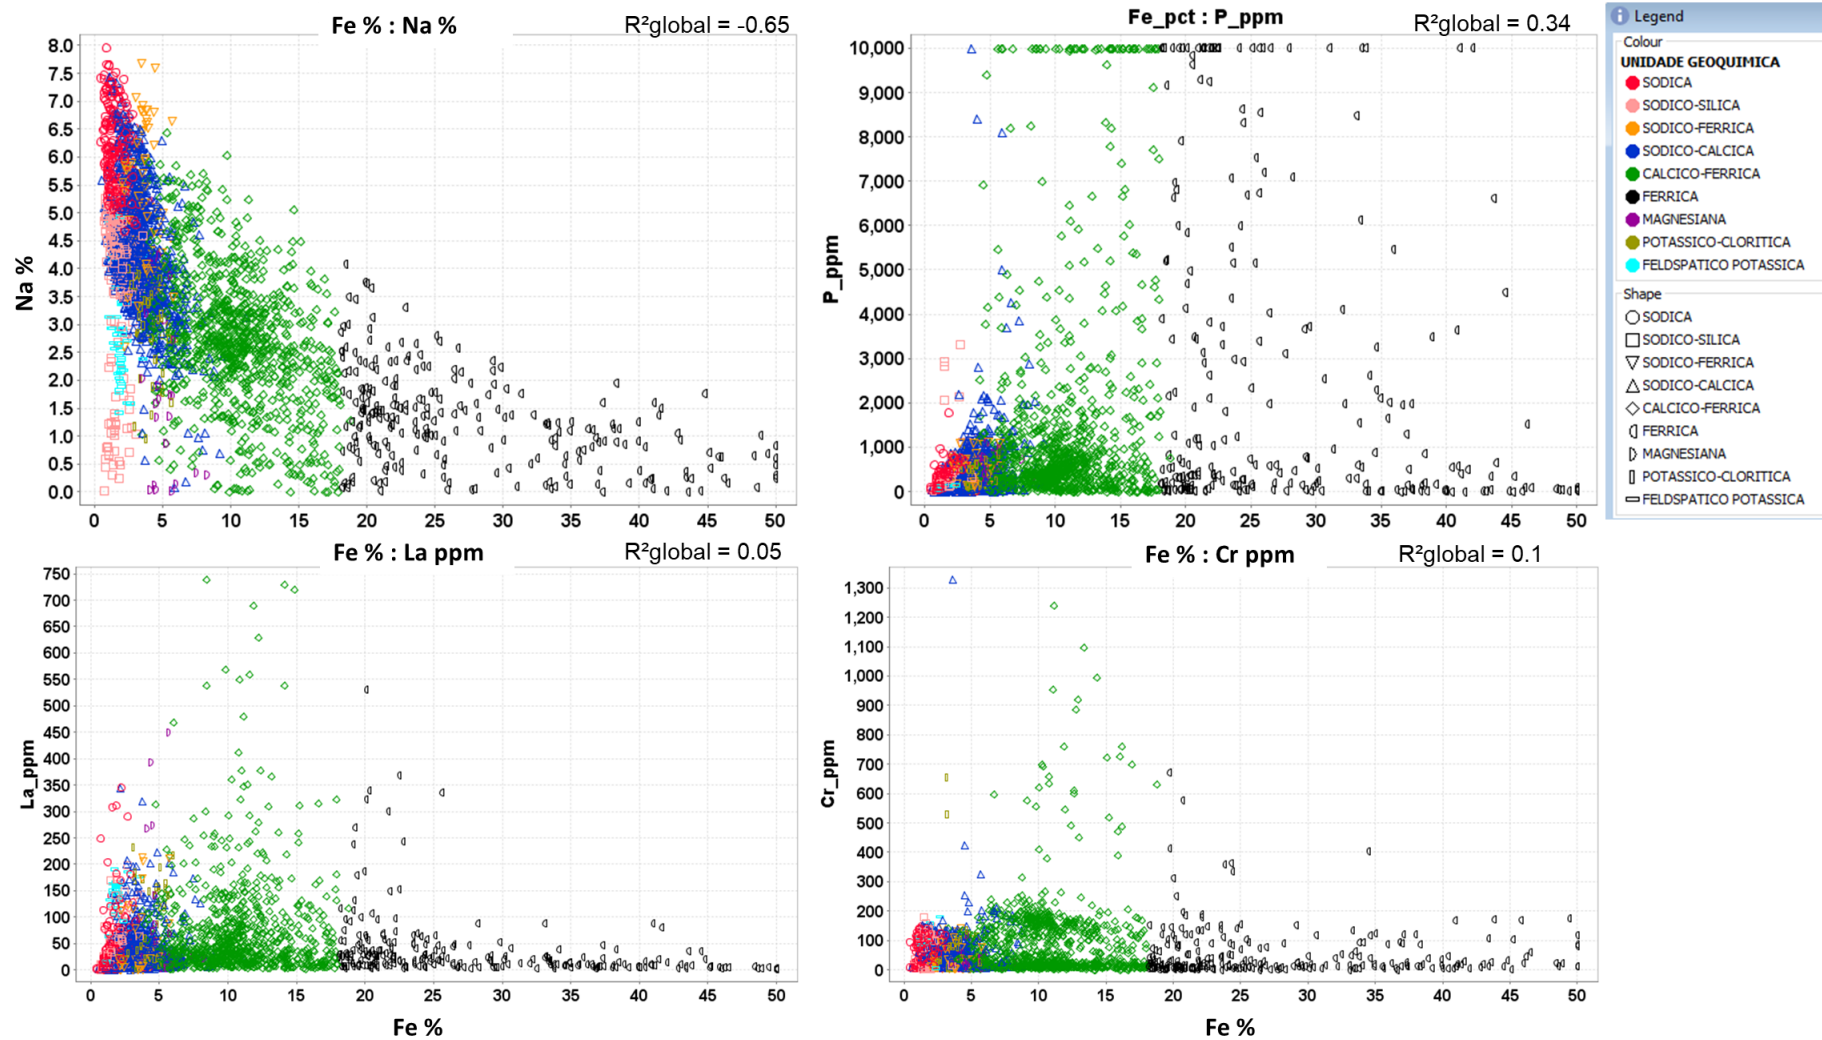 Fe % : Na %
R²global = -0.65
8.0
7.5
7.0
6.5
6.0
5.5
5.0
4.5
4.0
3.5
3.0
2.5
2.0
1.5
1.0
0.5
0.0
Na %
0 5 10 15 20 25 30 35 40 45 50
Fe_pct : P_ppm
R²global = 0.34
10,000
9,000
8,000
7,000
6,000
5,000
4,000
3,000
2,000
1,000
0
P_ppm
0 5 10 15 20 25 30 35 40 45 50
Legend
Colour
UNIDADE GEOQUIMICA
SODICA
SODICO-SILICA
SODICO-FERRICA
SODICO-CALCICA
CALCICO-FERRICA
FERRICA
MAGNESIANA
POTASSICO-CLORITICA
FELDSPATICO POTASSICA
Shape
SODICA
SODICO-SILICA
SODICO-FERRICA
SODICO-CALCICA
CALCICO-FERRICA
FERRICA
MAGNESIANA
POTASSICO-CLORITICA
FELDSPATICO POTASSICA
Fe % : La ppm
R²global = 0.05
750
700
650
600
550
500
450
400
350
300
250
200
150
100
50
0
La_ppm
0 5 10 15 20 25 30 35 40 45 50
Fe %
Fe % : Cr ppm
R²global = 0.1
1,300
1,200
1,100
1,000
900
800
700
600
500
400
300
200
100
0
Cr_ppm
0 5 10 15 20 25 30 35 40 45 50
Fe %